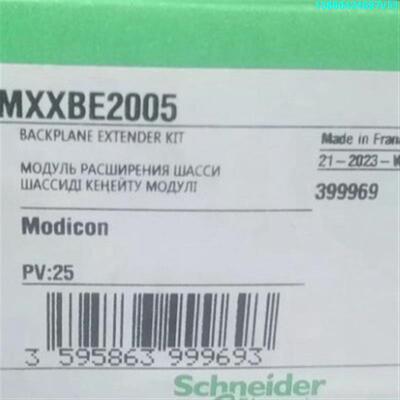 MXXBE2005
BACKPLANE EXTENDER KIT
Made in Fran
21-2023-W
МОДУЛЬ РАСШИРЕНИЯ ШАССИ
ШАССИДІ КЕҢЕЙТУ МОДУЛІ
399969
Modicon
PV:25
3 595863 999693
Schneider